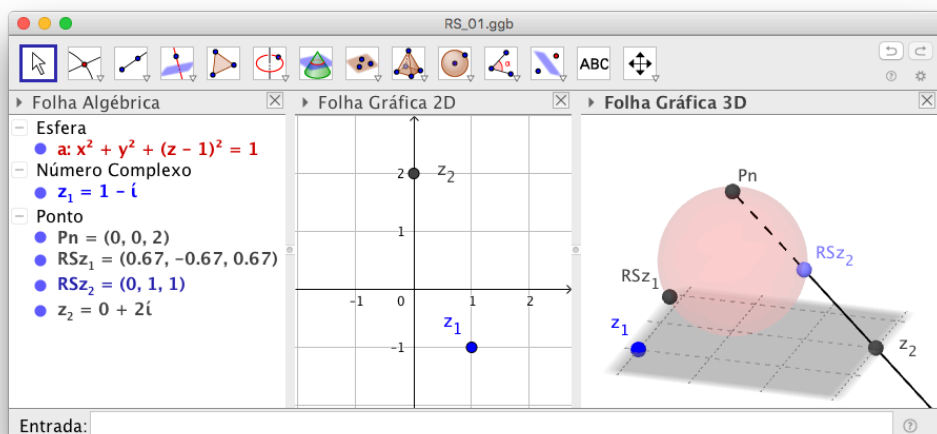 RS_01.ggb
ABC
Folha Algébrica
Esfera
a: x² + y² + (z − 1)² = 1
Número Complexo
z₁ = 1 − ί
Ponto
Pn = (0, 0, 2)
RSz₁ = (0.67, -0.67, 0.67)
RSz₂ = (0, 1, 1)
z₂ = 0 + 2ί
Folha Gráfica 2D
2
z₂
1
-1
0
1
2
z₁
-1
Folha Gráfica 3D
Pn
RSz₂
RSz₁
z₁
z₂
Entrada: